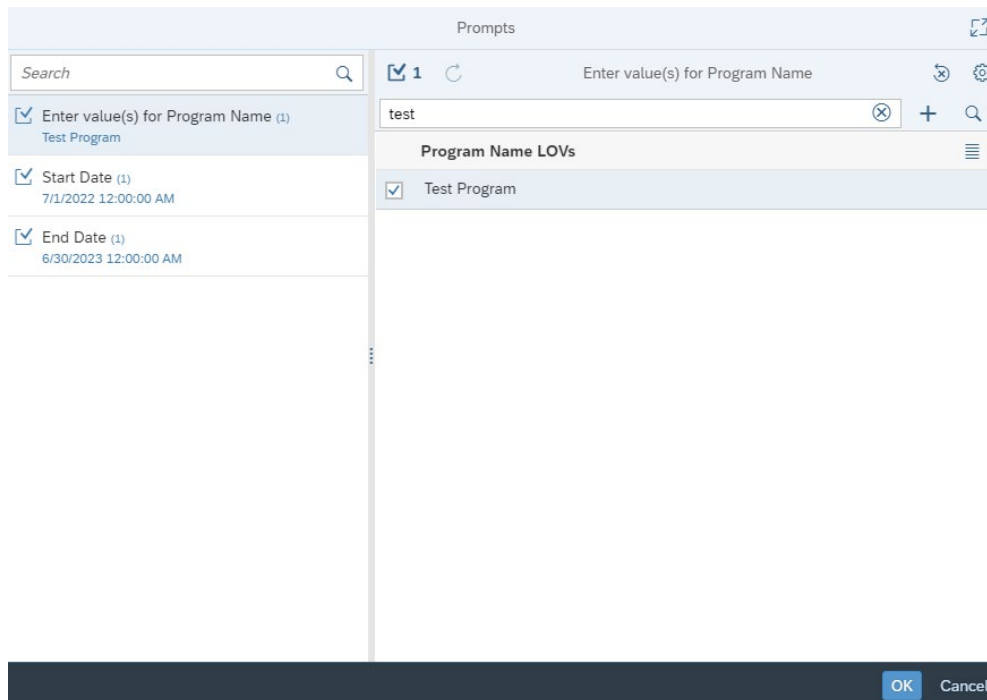 Prompts
Search
Enter value(s) for Program Name (1)
Test Program
Start Date (1)
7/1/2022 12:00:00 AM
End Date (1)
6/30/2023 12:00:00 AM
1
Enter value(s) for Program Name
test
Program Name LOVs
Test Program
OK Cancel